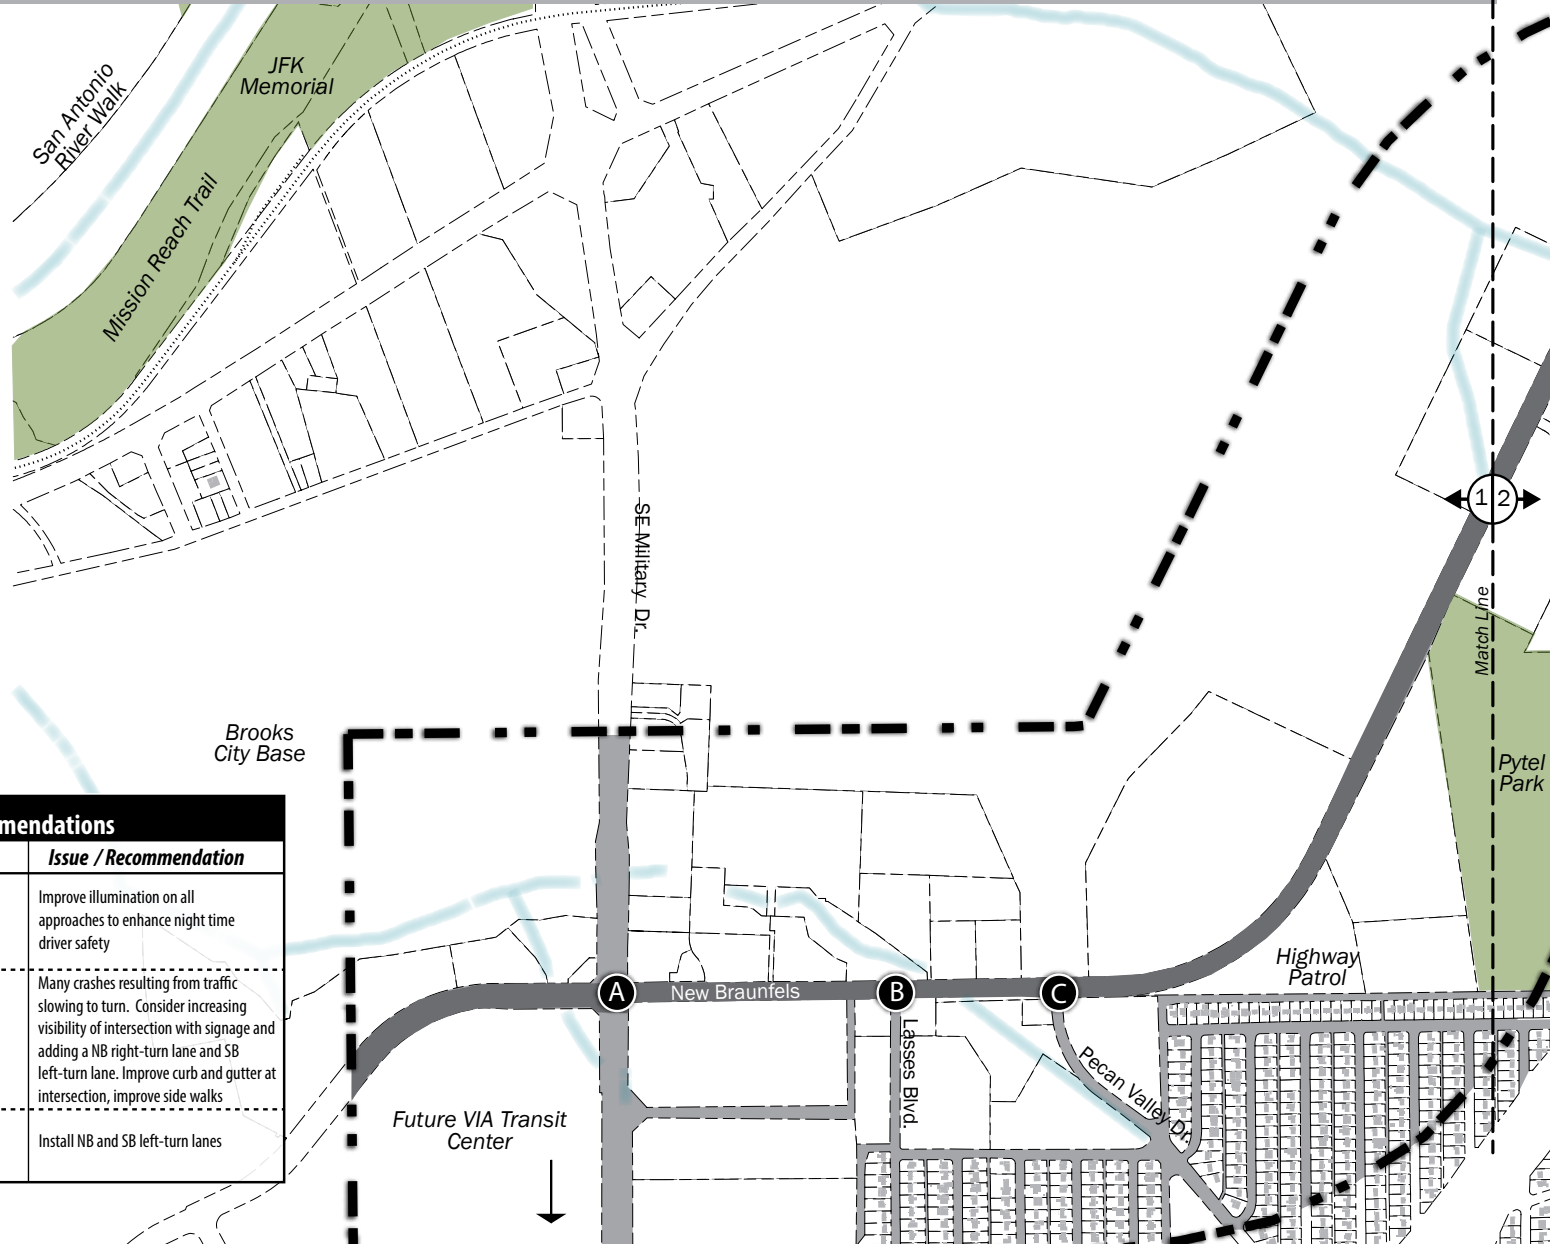 San Antonio
River Walk
JFK
Memorial
Mission Reach Trail
SE Military Dr.
1 2
Match Line
Brooks
City Base
Pytel
Park
mendations
Issue / Recommendation
Improve illumination on all
approaches to enhance night time
driver safety
Many crashes resulting from traffic
slowing to turn. Consider increasing
visibility of intersection with signage and
adding a NB right-turn lane and SB
left-turn lane. Improve curb and gutter at
intersection, improve side walks
Install NB and SB left-turn lanes
Highway
Patrol
A
New Braunfels
B
C
Lasses Blvd.
Pecan Valley Dr.
Future VIA Transit
Center